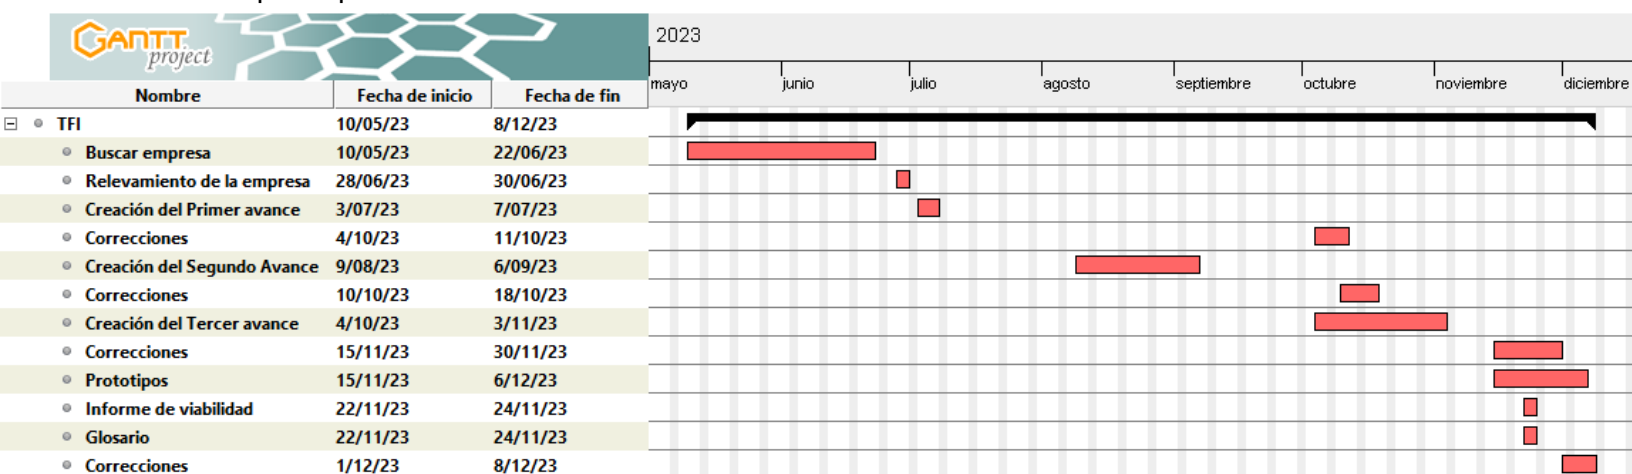 GANTT
project
2023
mayo junio julio agosto septiembre octubre noviembre diciembre
Nombre Fecha de inicio Fecha de fin
TFI 10/05/23 8/12/23
Buscar empresa 10/05/23 22/06/23
Relevamiento de la empresa 28/06/23 30/06/23
Creación del Primer avance 3/07/23 7/07/23
Correcciones 4/10/23 11/10/23
Creación del Segundo Avance 9/08/23 6/09/23
Correcciones 10/10/23 18/10/23
Creación del Tercer avance 4/10/23 3/11/23
Correcciones 15/11/23 30/11/23
Prototipos 15/11/23 6/12/23
Informe de viabilidad 22/11/23 24/11/23
Glosario 22/11/23 24/11/23
Correcciones 1/12/23 8/12/23